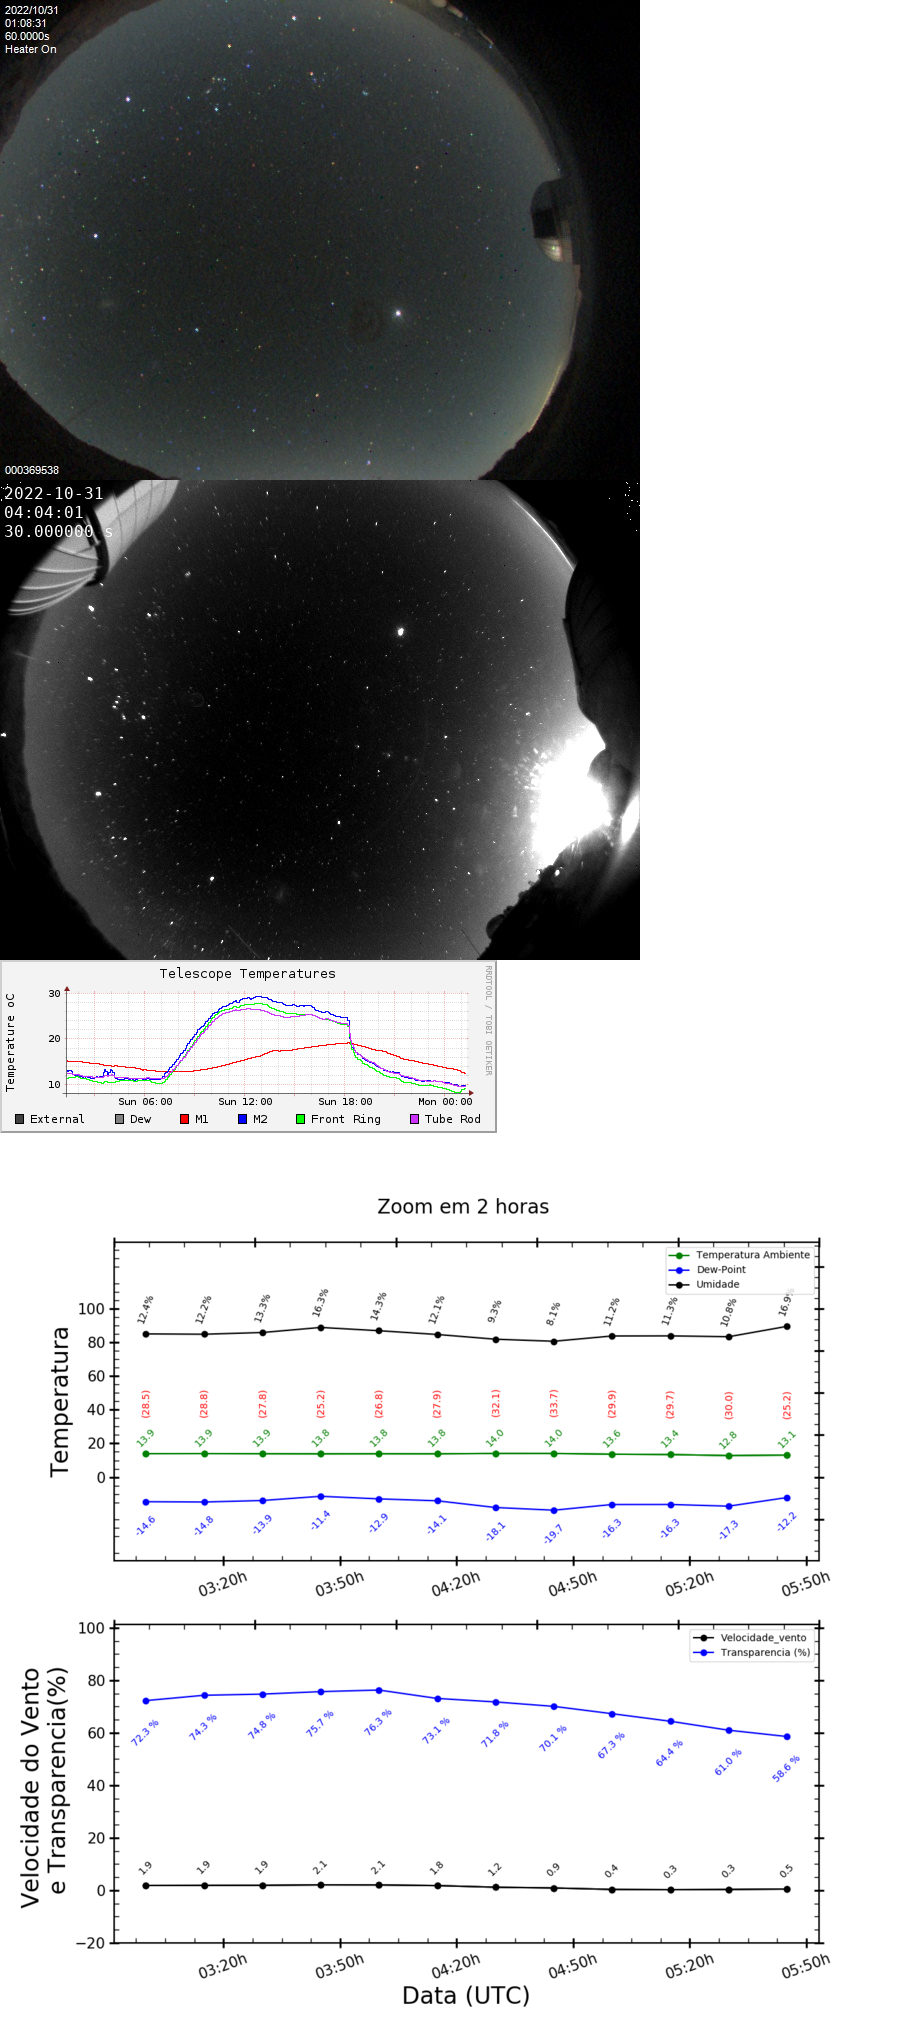 2022/10/31
01:08:31
60.0000s
Heater On
000369538
2022-10-31
04:04:01
30.000000 s
Telescope Temperatures
Temperature oC
30
20
10
Sun 06:00 Sun 12:00 Sun 18:00 Mon 00:00
External Dew M1 M2 Front Ring Tube Rod
RRDTOOL / TOBI OETIKER
Zoom em 2 horas
Temperatura Ambiente
Dew-Point
Umidade
Temperatura
100
80
60
40
20
0
12.4% 12.2% 13.3% 16.3% 14.3% 12.1% 9.3% 8.1% 11.2% 11.3% 10.8% 16.9%
(28.5) (28.8) (27.8) (25.2) (26.8) (27.9) (32.1) (33.7) (29.9) (29.7) (30.0) (25.2)
13.9 13.9 13.9 13.8 13.8 13.8 14.0 14.0 13.6 13.4 12.8 13.1
-14.6 -14.8 -13.9 -11.4 -12.9 -14.1 -18.1 -19.7 -16.3 -16.3 -17.3 -12.2
03:20h 03:50h 04:20h 04:50h 05:20h 05:50h
Velocidade_vento
Transparencia (%)
Velocidade do Vento
e Transparencia(%)
100
80
60
40
20
0
−20
72.3 % 74.3 % 74.8 % 75.7 % 76.3 % 73.1 % 71.8 % 70.1 % 67.3 % 64.4 % 61.0 % 58.6 %
1.9 1.9 1.9 2.1 2.1 1.8 1.2 0.9 0.4 0.3 0.3 0.5
03:20h 03:50h 04:20h 04:50h 05:20h 05:50h
Data (UTC)